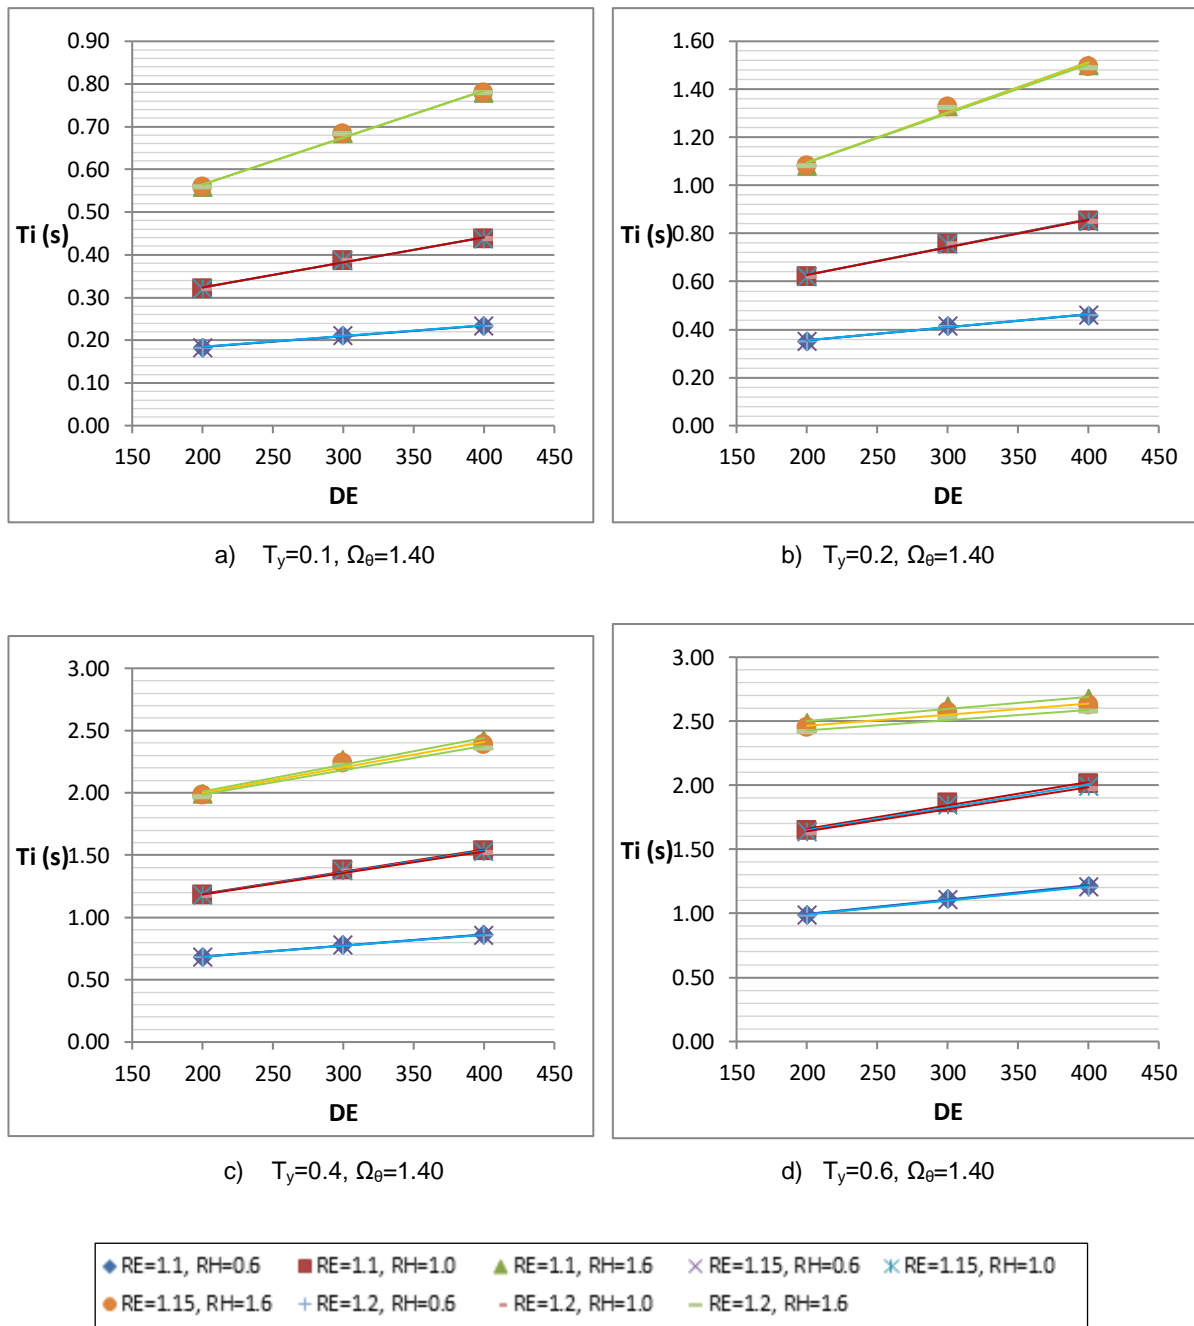 0.90
0.80
0.70
0.60
0.50
0.40
0.30
0.20
0.10
0.00
Ti (s)
150 200 250 300 350 400 450
DE
a) Ty=0.1, Ωθ=1.40
1.60
1.40
1.20
1.00
0.80
0.60
0.40
0.20
0.00
Ti (s)
150 200 250 300 350 400 450
DE
b) Ty=0.2, Ωθ=1.40
3.00
2.50
2.00
1.50
1.00
0.50
0.00
Ti (s)
150 200 250 300 350 400 450
DE
c) Ty=0.4, Ωθ=1.40
3.00
2.50
2.00
1.50
1.00
0.50
0.00
Ti (s)
150 200 250 300 350 400 450
DE
d) Ty=0.6, Ωθ=1.40
RE=1.1, RH=0.6 RE=1.1, RH=1.0 RE=1.1, RH=1.6 RE=1.15, RH=0.6 RE=1.15, RH=1.0
RE=1.15, RH=1.6 RE=1.2, RH=0.6 RE=1.2, RH=1.0 RE=1.2, RH=1.6